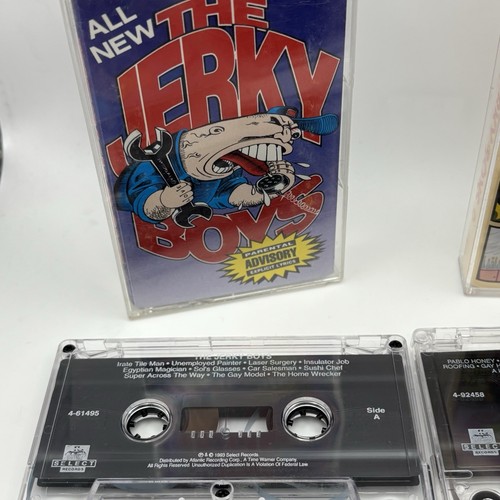 ALL
NEW
THE
JERKY
BOYS
PARENTAL
ADVISORY
EXPLICIT LYRICS
THE JERKY BOYS
Irate Tile Man • Unemployed Painter • Laser Surgery • Insulator Job
Egyptian Magician • Sol's Glasses • Car Salesman • Sushi Chef
Super Across The Way • The Gay Model • The Home Wrecker
4-61495
Side
A
SELECT
RECORDS
℗ & © 1993 Select Records.
Distributed by Atlantic Recording Corp., A Time Warner Company.
All Rights Reserved. Unauthorized Duplication Is A Violation Of Federal Law.
PABLO HONEY
ROOFING • GAY H
4-92458
SELECT
RECORDS